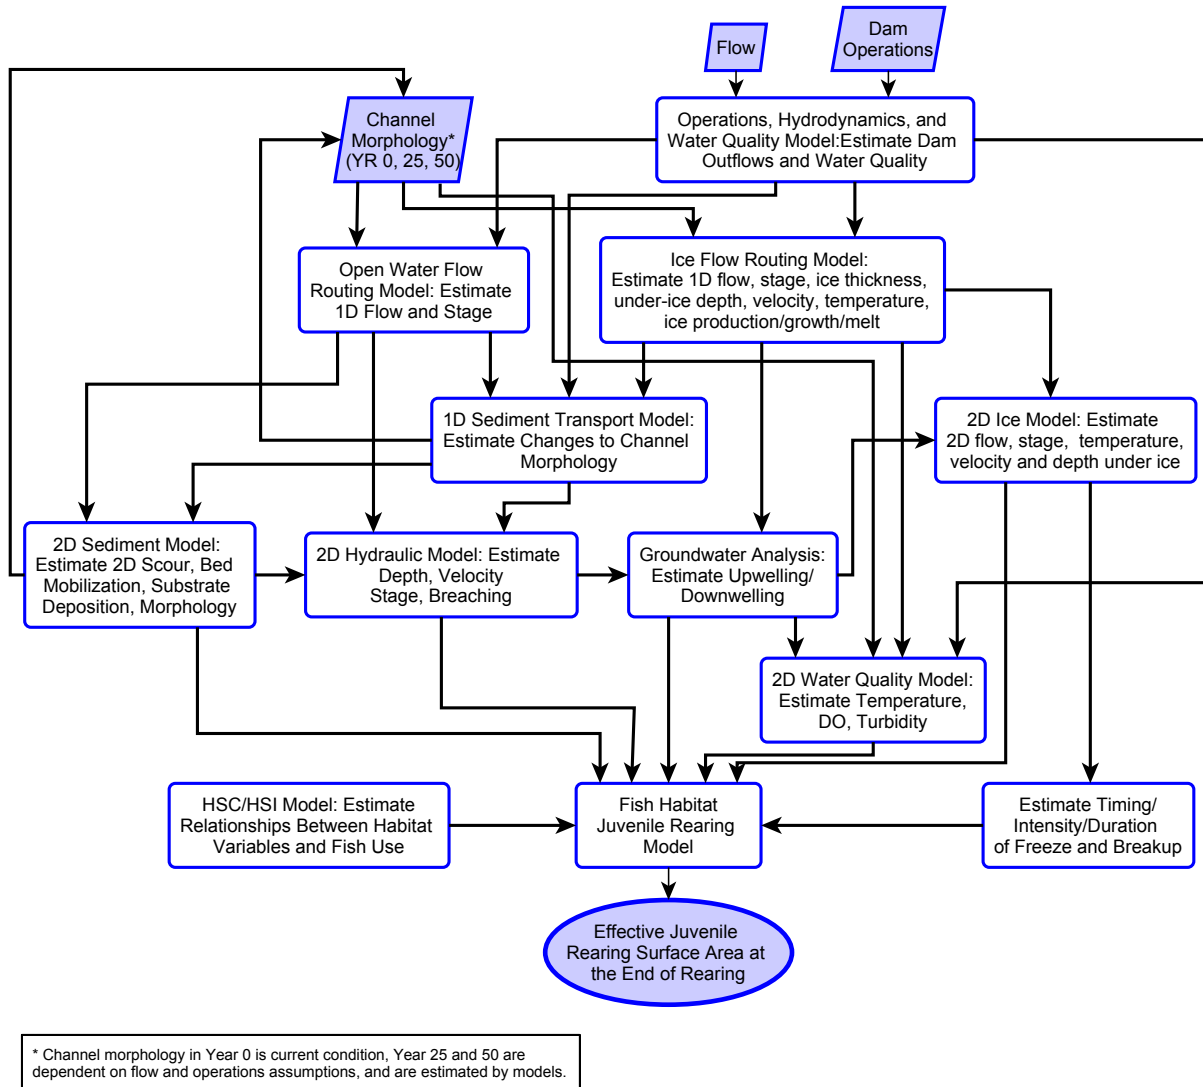 Flow
Dam
Operations
Channel
Morphology*
(YR 0, 25, 50)
Operations, Hydrodynamics, and
Water Quality Model:Estimate Dam
Outflows and Water Quality
Open Water Flow
Routing Model: Estimate
1D Flow and Stage
Ice Flow Routing Model:
Estimate 1D flow, stage, ice thickness,
under-ice depth, velocity, temperature,
ice production/growth/melt
1D Sediment Transport Model:
Estimate Changes to Channel
Morphology
2D Ice Model: Estimate
2D flow, stage, temperature,
velocity and depth under ice
2D Sediment Model:
Estimate 2D Scour, Bed
Mobilization, Substrate
Deposition, Morphology
2D Hydraulic Model: Estimate
Depth, Velocity
Stage, Breaching
Groundwater Analysis:
Estimate Upwelling/
Downwelling
2D Water Quality Model:
Estimate Temperature,
DO, Turbidity
HSC/HSI Model: Estimate
Relationships Between Habitat
Variables and Fish Use
Fish Habitat
Juvenile Rearing
Model
Estimate Timing/
Intensity/Duration
of Freeze and Breakup
Effective Juvenile
Rearing Surface Area at
the End of Rearing
* Channel morphology in Year 0 is current condition, Year 25 and 50 are
dependent on flow and operations assumptions, and are estimated by models.